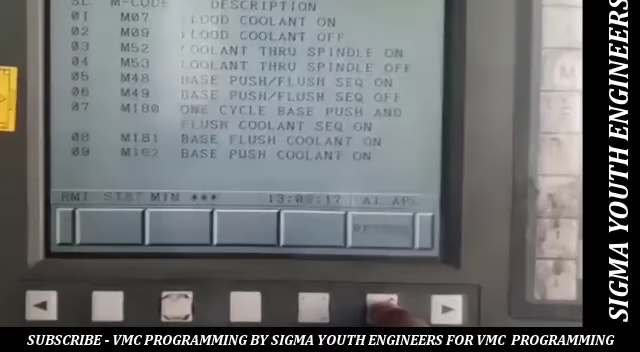 SL M-CODE DESCRIPTION
01 M07 FLOOD COOLANT ON
02 M09 FLOOD COOLANT OFF
03 M52 COOLANT THRU SPINDLE ON
04 M53 COOLANT THRU SPINDLE OFF
05 M48 BASE PUSH/FLUSH SEQ ON
06 M49 BASE PUSH/FLUSH SEQ OFF
07 M180 ONE CYCLE BASE PUSH AND
FLUSH COOLANT SEQ ON
08 M181 BASE FLUSH COOLANT ON
09 M182 BASE PUSH COOLANT ON
RMT STRT MTN *** 13:09:17
RETURN
SIGMA YOUTH ENGINEERS
SUBSCRIBE - VMC PROGRAMMING BY SIGMA YOUTH ENGINEERS FOR VMC PROGRAMMING